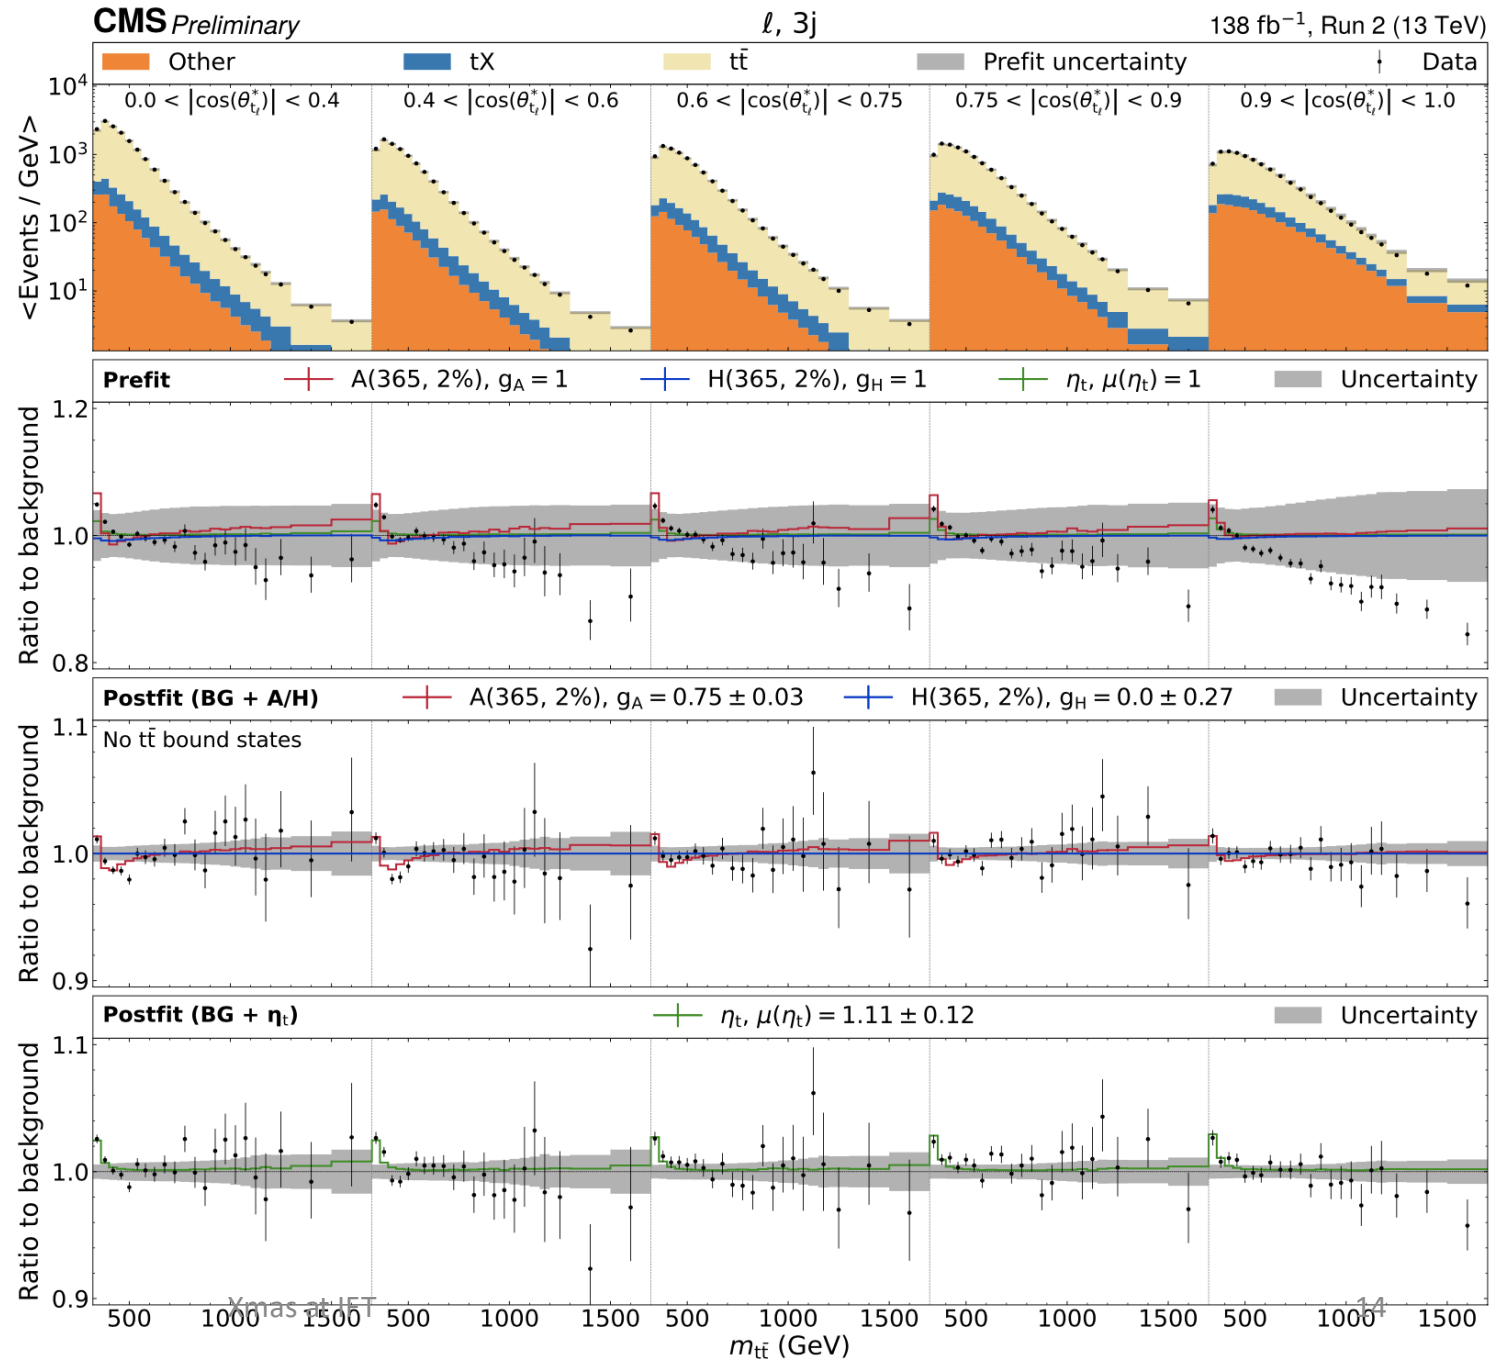 CMS Preliminary ℓ, 3j 138 fb⁻¹, Run 2 (13 TeV)
Other tX tt̄ Prefit uncertainty Data
10⁴
0.0 < |cos(θ*tℓ)| < 0.4 0.4 < |cos(θ*tℓ)| < 0.6 0.6 < |cos(θ*tℓ)| < 0.75 0.75 < |cos(θ*tℓ)| < 0.9 0.9 < |cos(θ*tℓ)| < 1.0
10³
10²
10¹
<Events / GeV>
Prefit A(365, 2%), gA = 1 H(365, 2%), gH = 1 ηt, μ(ηt) = 1 Uncertainty
1.2
1.1
1.0
0.9
0.8
Ratio to background
Postfit (BG + A/H) A(365, 2%), gA = 0.75 ± 0.03 H(365, 2%), gH = 0.0 ± 0.27 Uncertainty
No tt̄ bound states
1.1
1.0
0.9
Ratio to background
Postfit (BG + ηt) ηt, μ(ηt) = 1.11 ± 0.12 Uncertainty
1.1
1.0
0.9
Ratio to background
Xmas at IFT 14
500 1000 1500 500 1000 1500 500 1000 1500 500 1000 1500 500 1000 1500
mtt̄ (GeV)